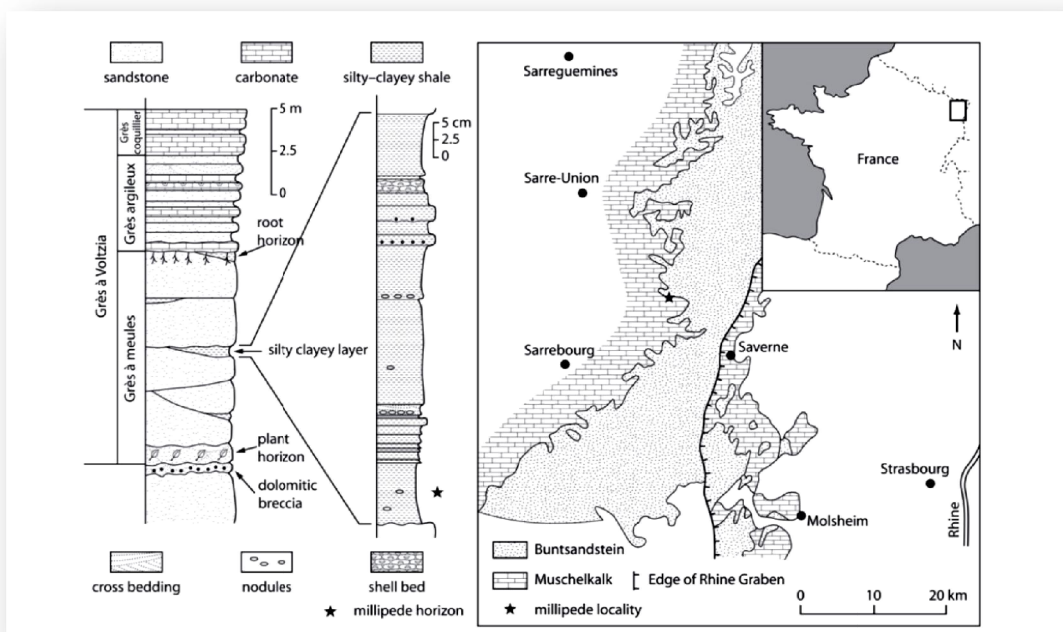 sandstone
carbonate
silty-clayey shale
5 m
2.5
0
5 cm
2.5
0
Grès coquillier
Grès argileux
Grès à Voltzia
Grès à meules
root
horizon
silty clayey layer
plant
horizon
dolomitic
breccia
cross bedding
nodules
shell bed
millipede horizon
Sarreguemines
Sarre-Union
Sarrebourg
Saverne
Strasbourg
Molsheim
Rhine
France
N
Buntsandstein
Muschelkalk
Edge of Rhine Graben
millipede locality
0 10 20 km